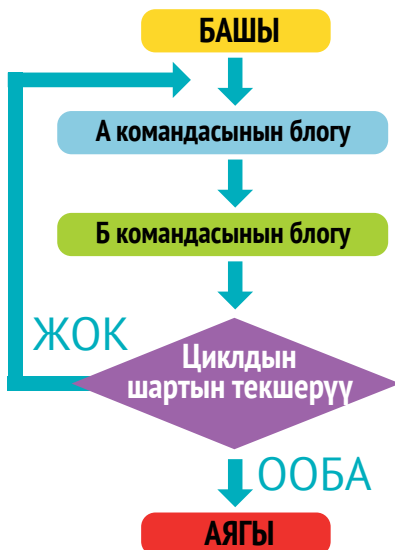 БАШЫ
А командасынын блогу
Б командасынын блогу
ЖОК
Циклдын
шартын текшерүү
ООБА
АЯГЫ